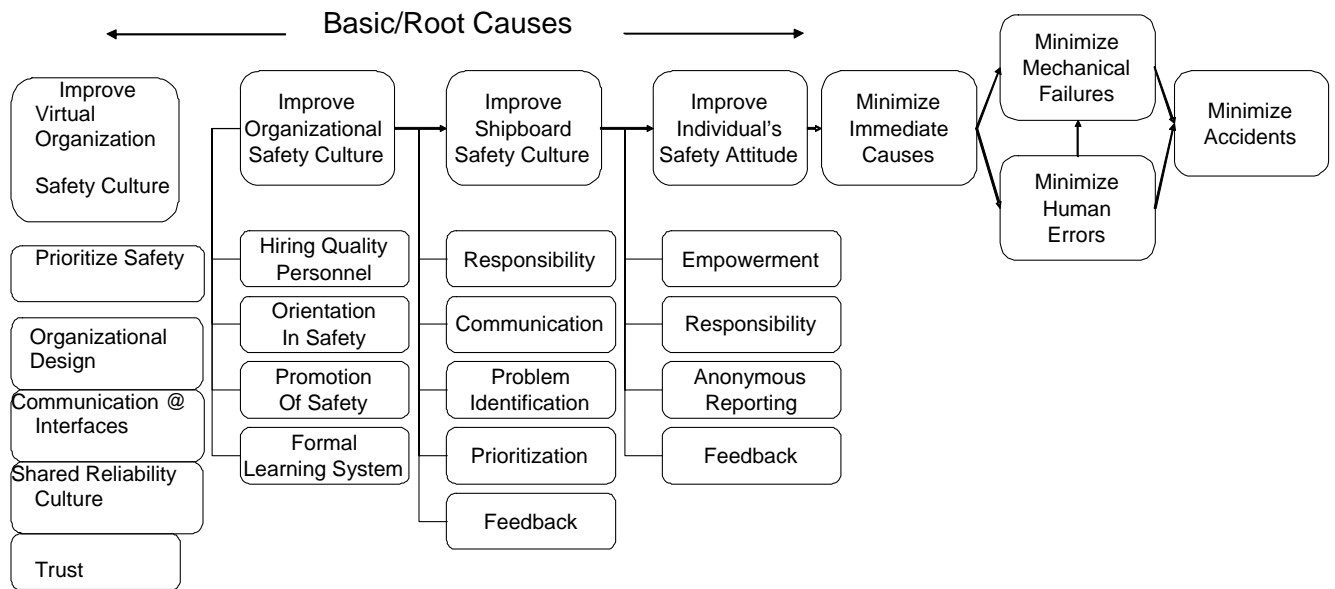 Basic/Root Causes
Improve
Virtual
Organization
Safety Culture
Prioritize Safety
Organizational
Design
Communication @
Interfaces
Shared Reliability
Culture
Trust
Improve
Organizational
Safety Culture
Hiring Quality
Personnel
Orientation
In Safety
Promotion
Of Safety
Formal
Learning System
Improve
Shipboard
Safety Culture
Responsibility
Communication
Problem
Identification
Prioritization
Feedback
Improve
Individual's
Safety Attitude
Empowerment
Responsibility
Anonymous
Reporting
Feedback
Minimize
Immediate
Causes
Minimize
Mechanical
Failures
Minimize
Human
Errors
Minimize
Accidents